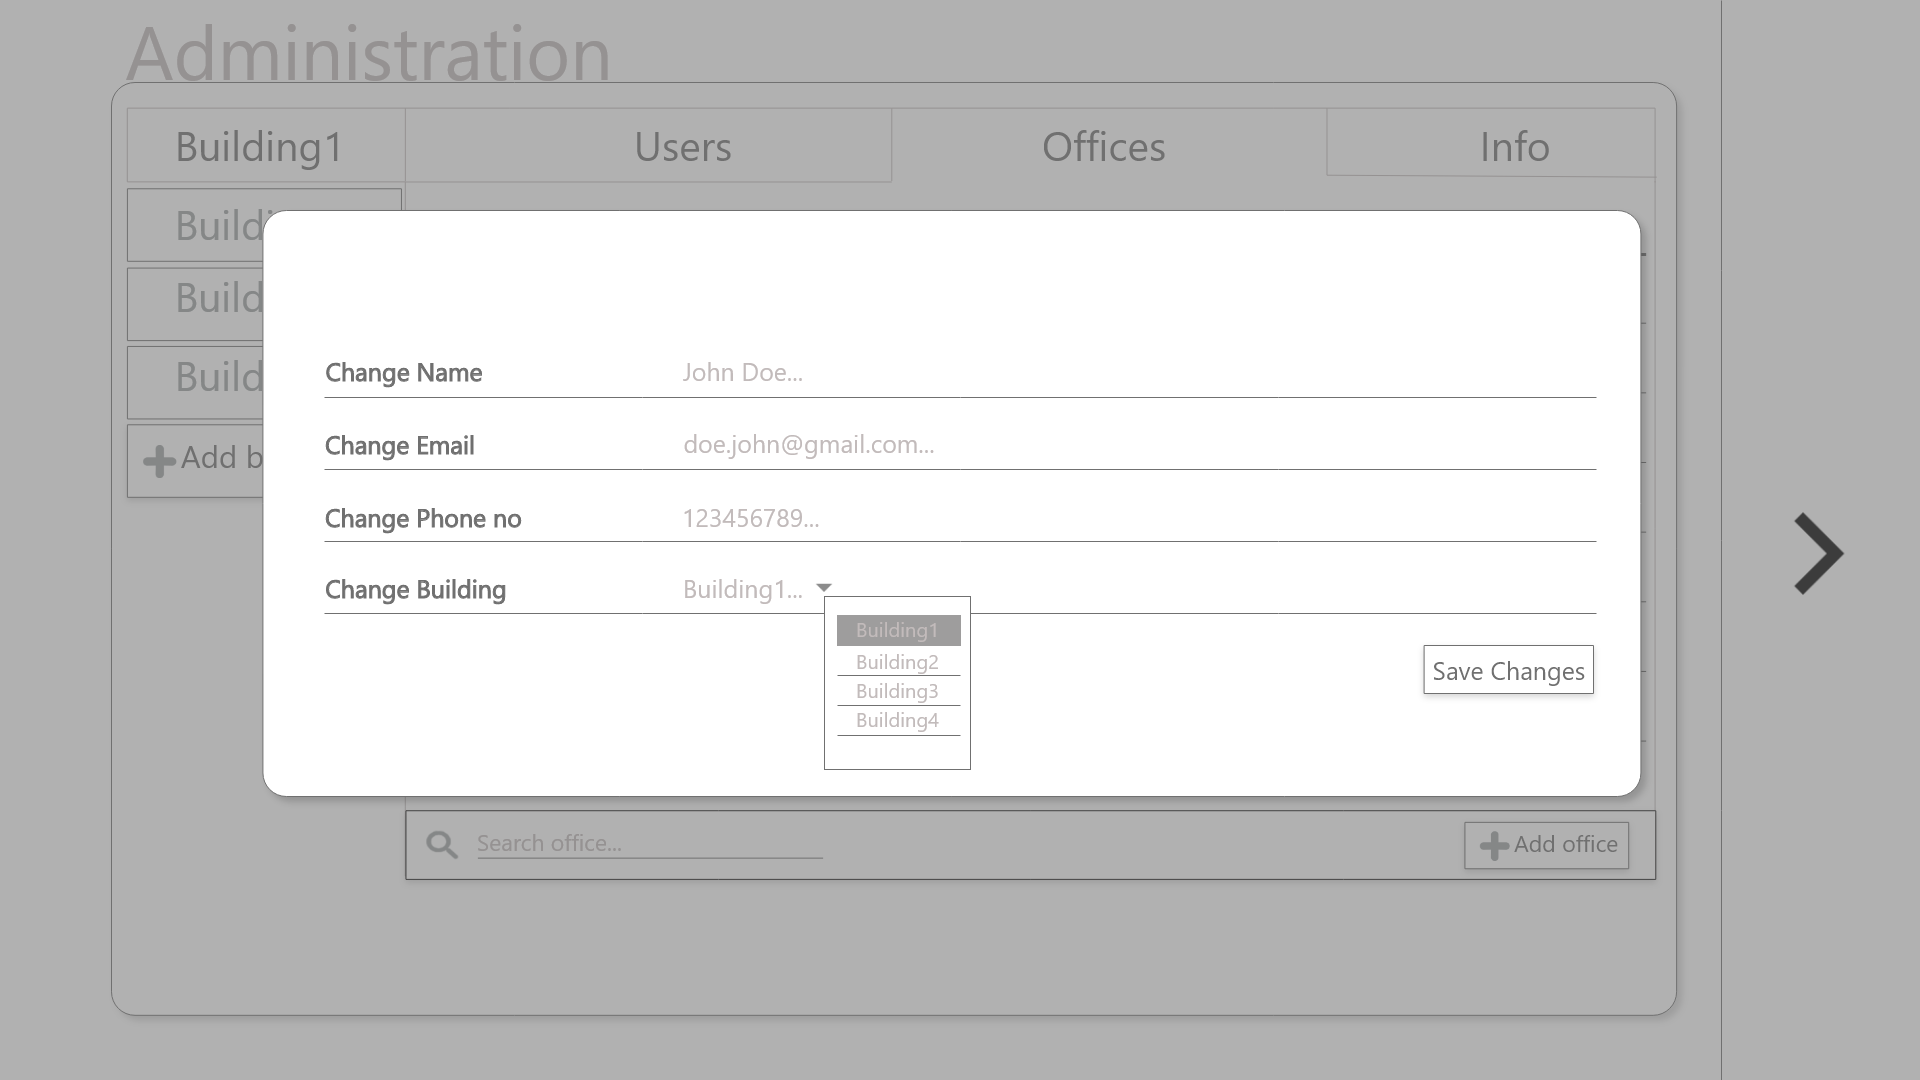 Administration
Building1 Users Offices Info
Build
Build
Build
Add b
Change Name John Doe...
Change Email doe.john@gmail.com...
Change Phone no 123456789...
Change Building Building1...
Building1
Building2
Building3
Building4
Save Changes
Search office... Add office